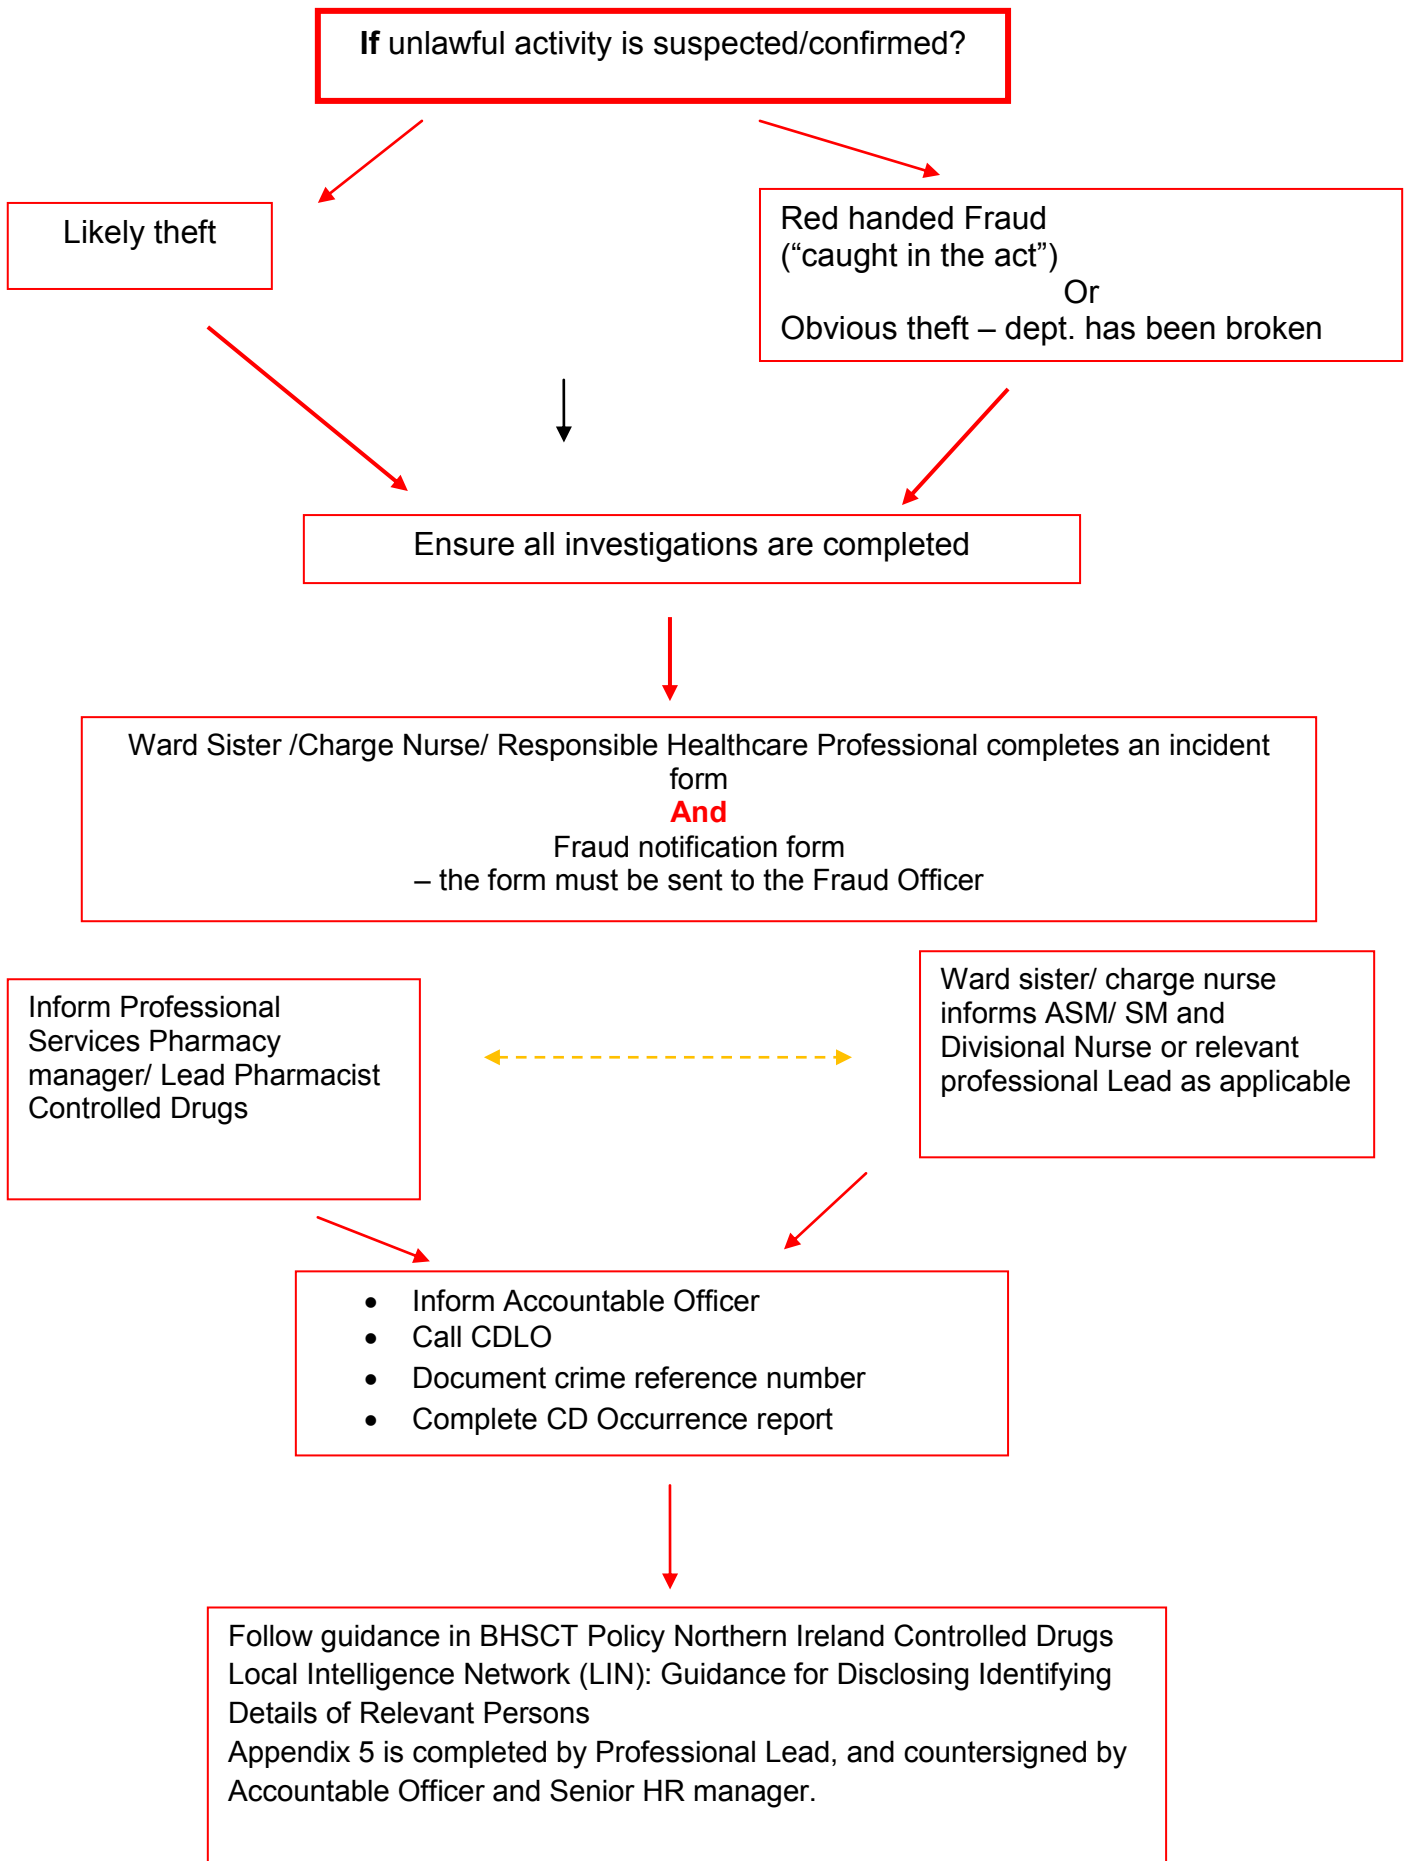 If unlawful activity is suspected/confirmed?
Likely theft
Red handed Fraud
(“caught in the act”)
Or
Obvious theft – dept. has been broken
Ensure all investigations are completed
Ward Sister /Charge Nurse/ Responsible Healthcare Professional completes an incident
form
And
Fraud notification form
– the form must be sent to the Fraud Officer
Inform Professional
Services Pharmacy
manager/ Lead Pharmacist
Controlled Drugs
Ward sister/ charge nurse
informs ASM/ SM and
Divisional Nurse or relevant
professional Lead as applicable
• Inform Accountable Officer
• Call CDLO
• Document crime reference number
• Complete CD Occurrence report
Follow guidance in BHSCT Policy Northern Ireland Controlled Drugs
Local Intelligence Network (LIN): Guidance for Disclosing Identifying
Details of Relevant Persons
Appendix 5 is completed by Professional Lead, and countersigned by
Accountable Officer and Senior HR manager.